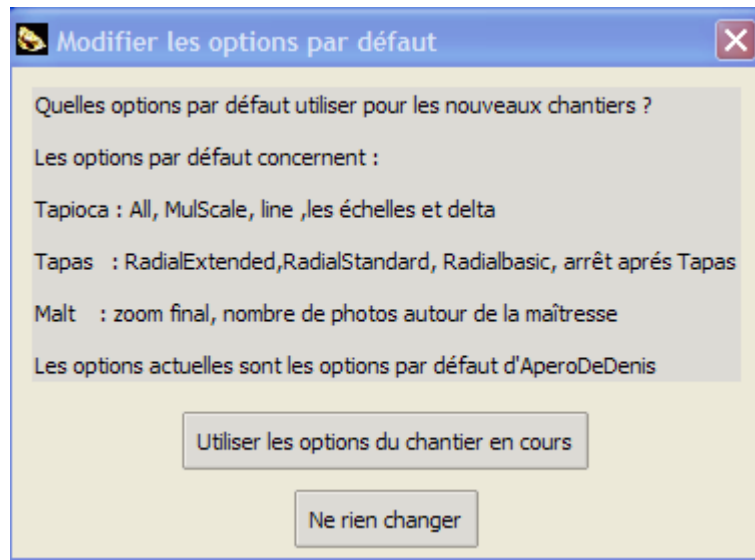 Modifier les options par défaut
Quelles options par défaut utiliser pour les nouveaux chantiers ?
Les options par défaut concernent :
Tapioca : All, MulScale, line ,les échelles et delta
Tapas : RadialExtended,RadialStandard, Radialbasic, arrêt aprés Tapas
Malt : zoom final, nombre de photos autour de la maîtresse
Les options actuelles sont les options par défaut d'AperoDeDenis
Utiliser les options du chantier en cours
Ne rien changer